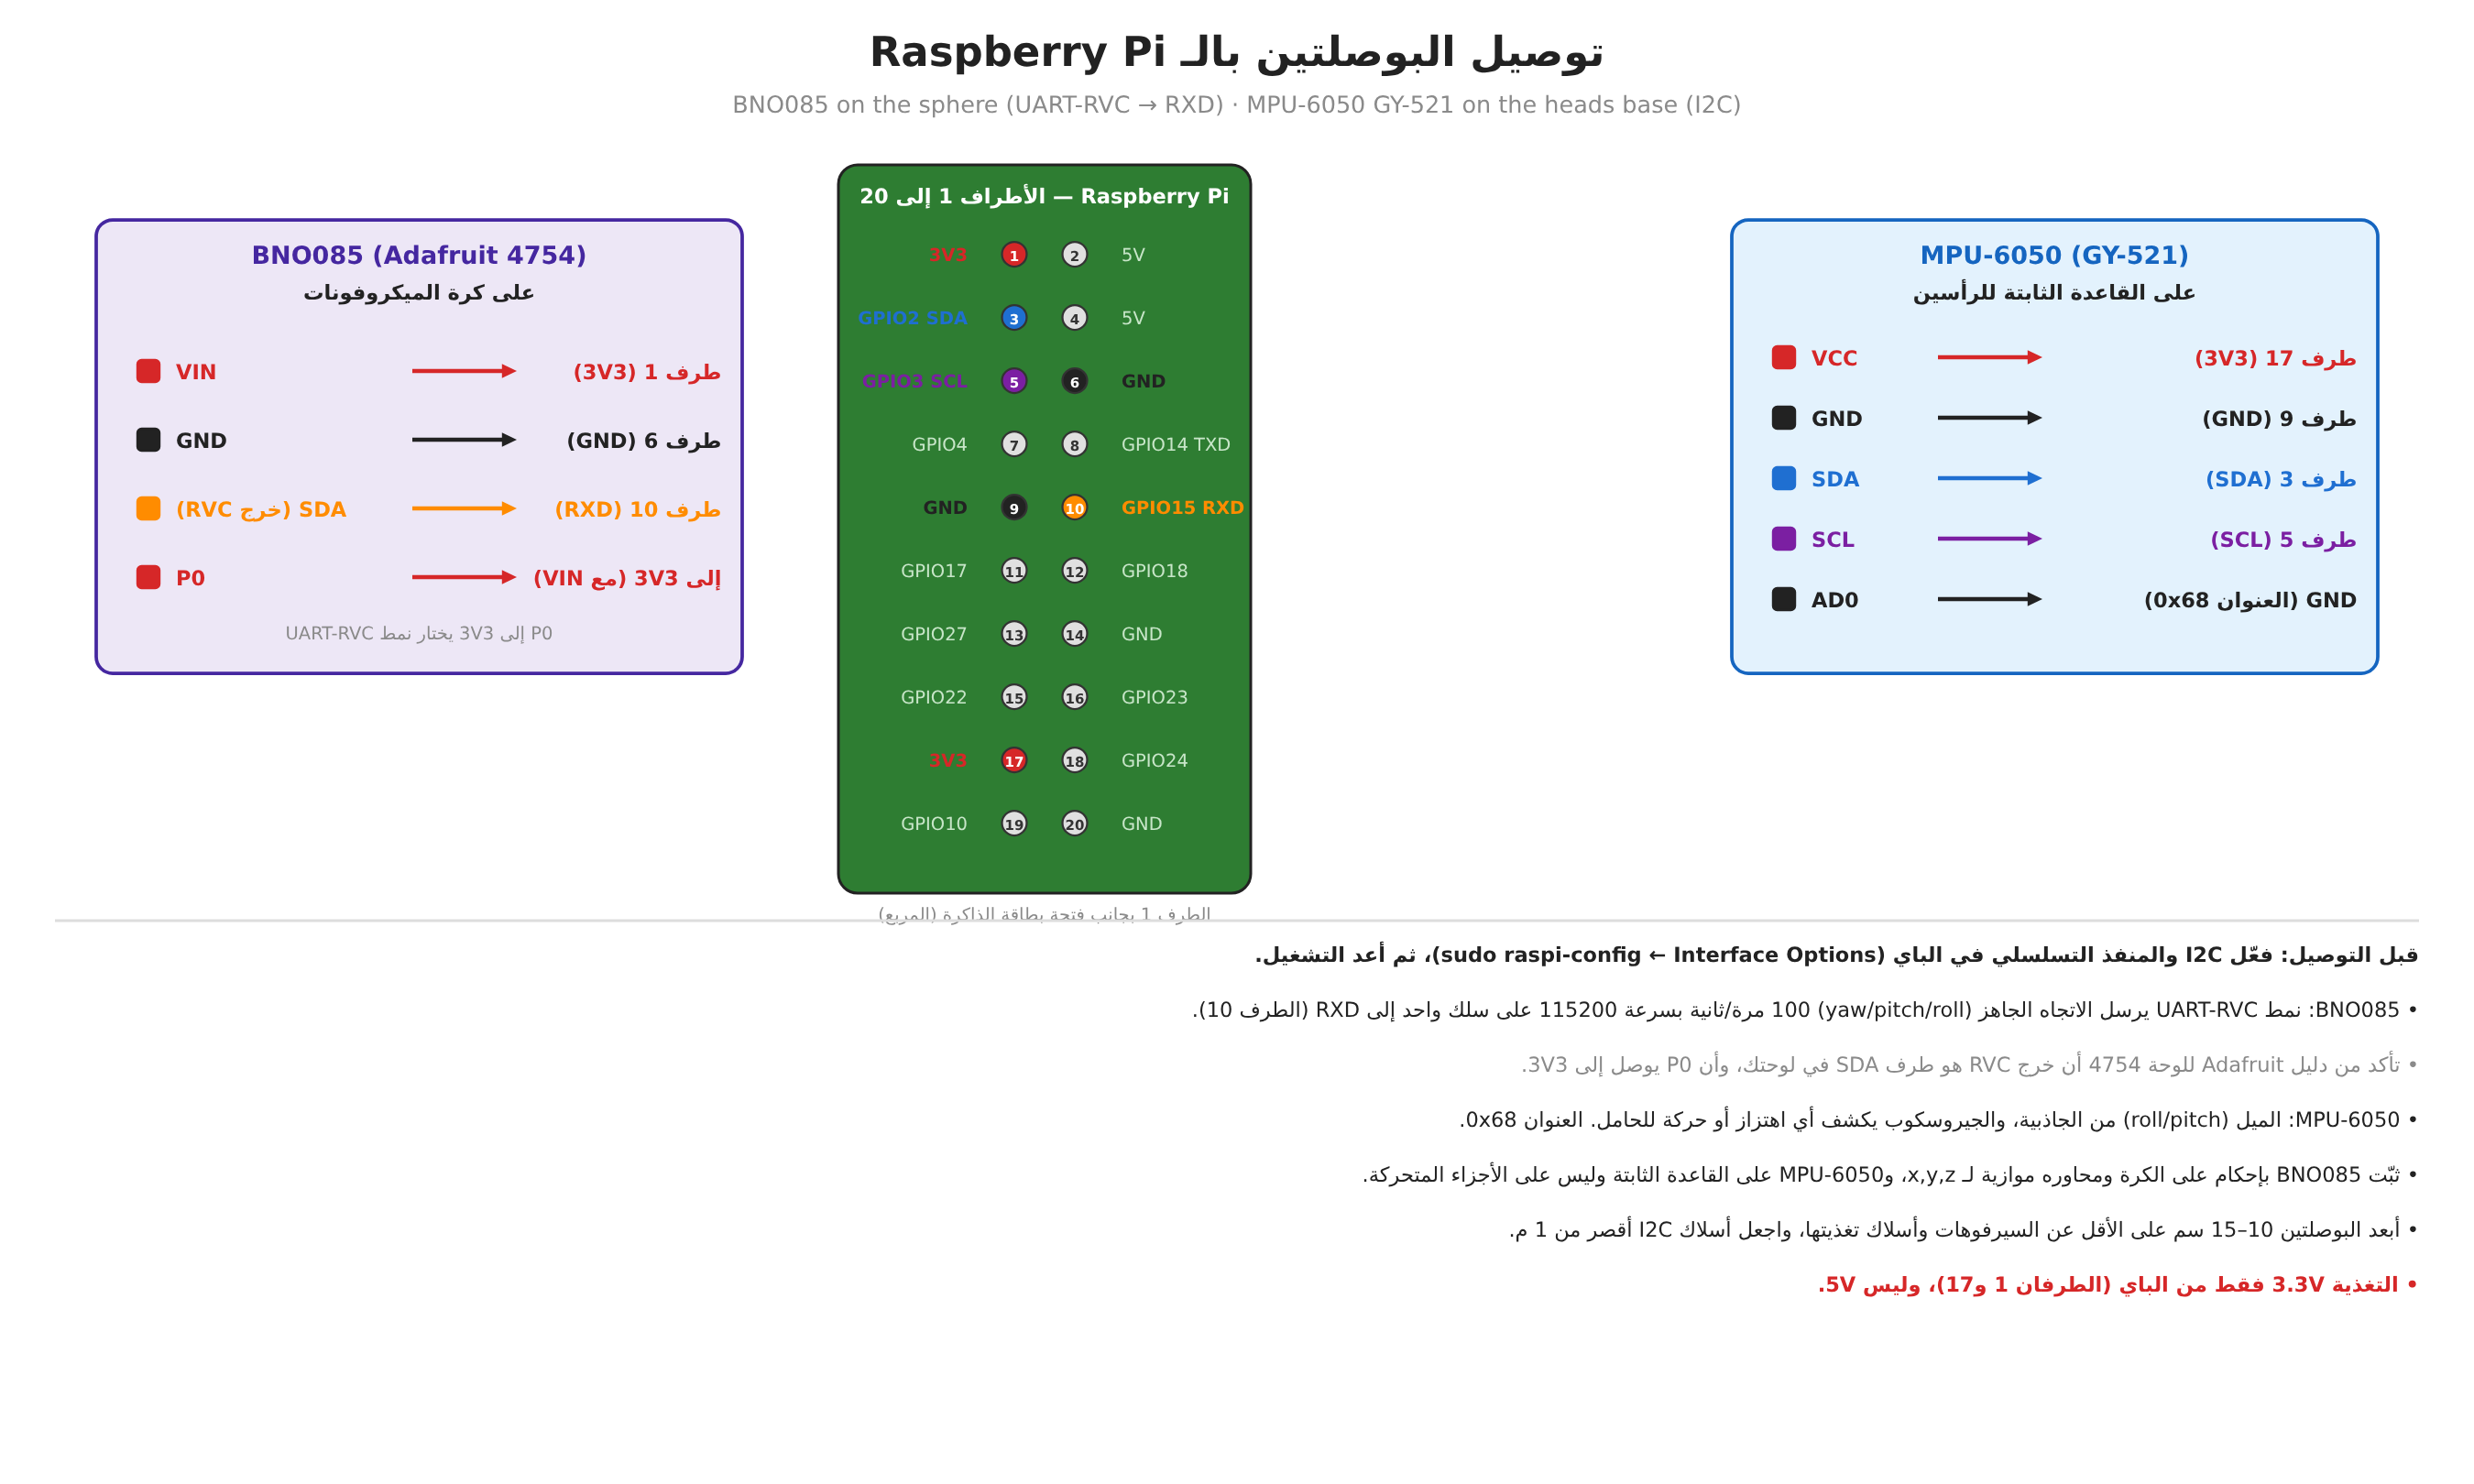 توصيل البوصلتين بالـ Raspberry Pi
BNO085 on the sphere (UART-RVC → RXD) · MPU-6050 GY-521 on the heads base (I2C)
BNO085 (Adafruit 4754)
على كرة الميكروفونات
VIN → طرف 1 (3V3)
GND → طرف 6 (GND)
SDA (خرج RVC) → طرف 10 (RXD)
P0 → إلى 3V3 (مع VIN)
P0 إلى 3V3 يختار نمط UART-RVC
Raspberry Pi — الأطراف 1 إلى 20
3V3 1 2 5V
GPIO2 SDA 3 4 5V
GPIO3 SCL 5 6 GND
GPIO4 7 8 GPIO14 TXD
GND 9 10 GPIO15 RXD
GPIO17 11 12 GPIO18
GPIO27 13 14 GND
GPIO22 15 16 GPIO23
3V3 17 18 GPIO24
GPIO10 19 20 GND
الطرف 1 بجانب فتحة بطاقة الذاكرة (المربع)
MPU-6050 (GY-521)
على القاعدة الثابتة للرأسين
VCC → طرف 17 (3V3)
GND → طرف 9 (GND)
SDA → طرف 3 (SDA)
SCL → طرف 5 (SCL)
AD0 → GND (العنوان 0x68)
قبل التوصيل: فعّل I2C والمنفذ التسلسلي في الباي (sudo raspi-config ← Interface Options)، ثم أعد التشغيل.
• BNO085: نمط UART-RVC يرسل الاتجاه الجاهز (yaw/pitch/roll) 100 مرة/ثانية بسرعة 115200 على سلك واحد إلى RXD (الطرف 10).
• تأكد من دليل Adafruit للوحة 4754 أن خرج RVC هو طرف SDA في لوحتك، وأن P0 يوصل إلى 3V3.
• MPU-6050: الميل (roll/pitch) من الجاذبية، والجيروسكوب يكشف أي اهتزاز أو حركة للحامل. العنوان 0x68.
• ثبّت BNO085 بإحكام على الكرة ومحاوره موازية لـ x,y,z، وMPU-6050 على القاعدة الثابتة وليس على الأجزاء المتحركة.
• أبعد البوصلتين 10–15 سم على الأقل عن السيرفوهات وأسلاك تغذيتها، واجعل أسلاك I2C أقصر من 1 م.
• التغذية 3.3V فقط من الباي (الطرفان 1 و17)، وليس 5V.